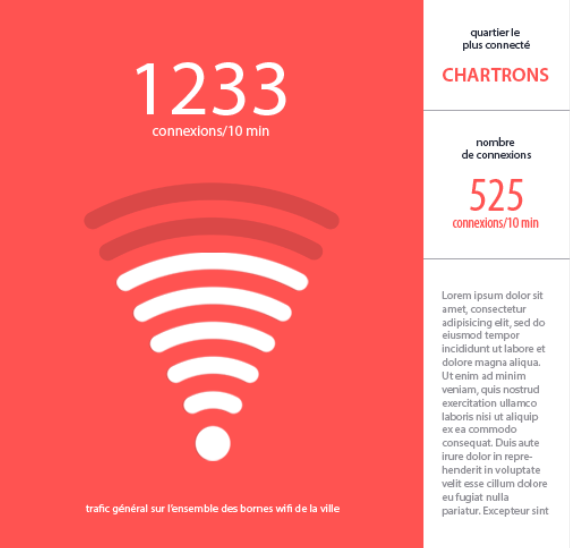 1233
connexions/10 min
trafic général sur l'ensemble des bornes wifi de la ville
quartier le
plus connecté
CHARTRONS
nombre
de connexions
525
connexions/10 min
Lorem ipsum dolor sit
amet, consectetur
adipisicing elit, sed do
eiusmod tempor
incididunt ut labore et
dolore magna aliqua.
Ut enim ad minim
veniam, quis nostrud
exercitation ullamco
laboris nisi ut aliquip
ex ea commodo
consequat. Duis aute
irure dolor in repre-
henderit in voluptate
velit esse cillum dolore
eu fugiat nulla
pariatur. Excepteur sint